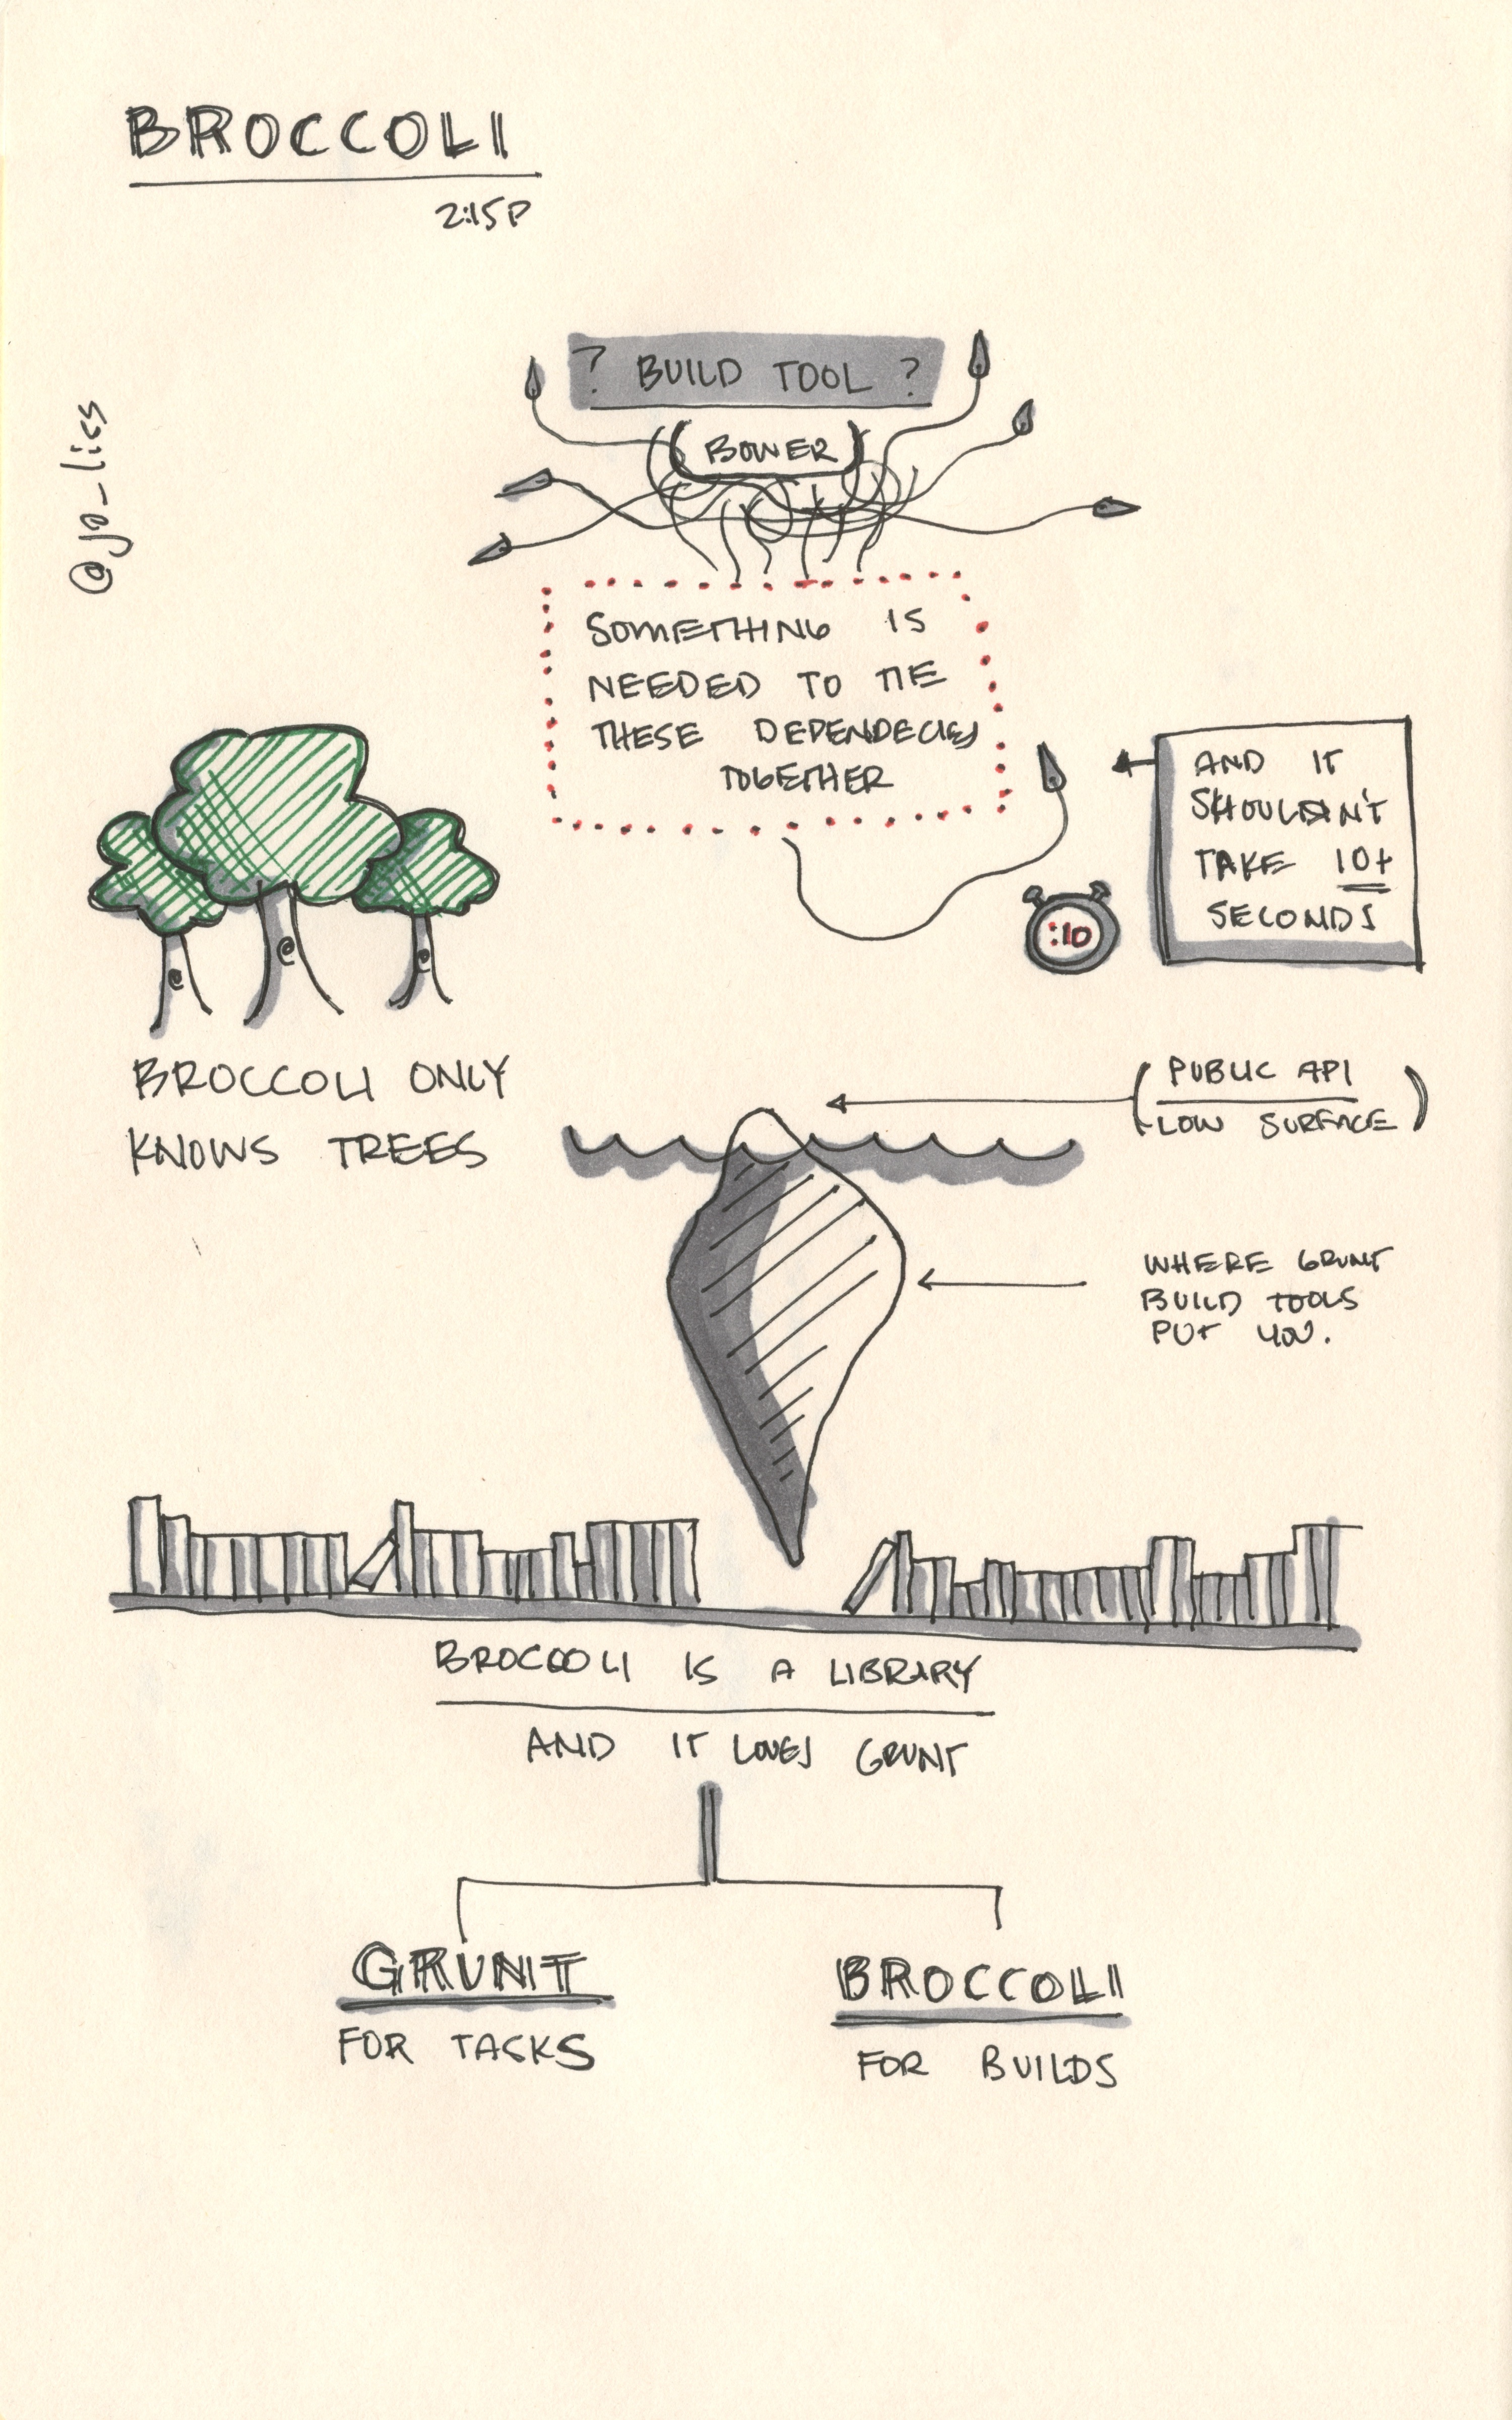 BROCCOLI
2:15P
@jo_lics
? BUILD TOOL ?
(BOWER)
SOMETHING IS
NEEDED TO TIE
THESE DEPENDECIES
TOGETHER
AND IT
SHOULDN'T
TAKE 10+
SECONDS
:10
BROCCOLI ONLY
KNOWS TREES
(PUBLIC API
LOW SURFACE)
WHERE GRUNT
BUILD TOOLS
PUT YOU.
BROCCOLI IS A LIBRARY
AND IT LOVES GRUNT
GRUNT
FOR TASKS
BROCCOLI
FOR BUILDS